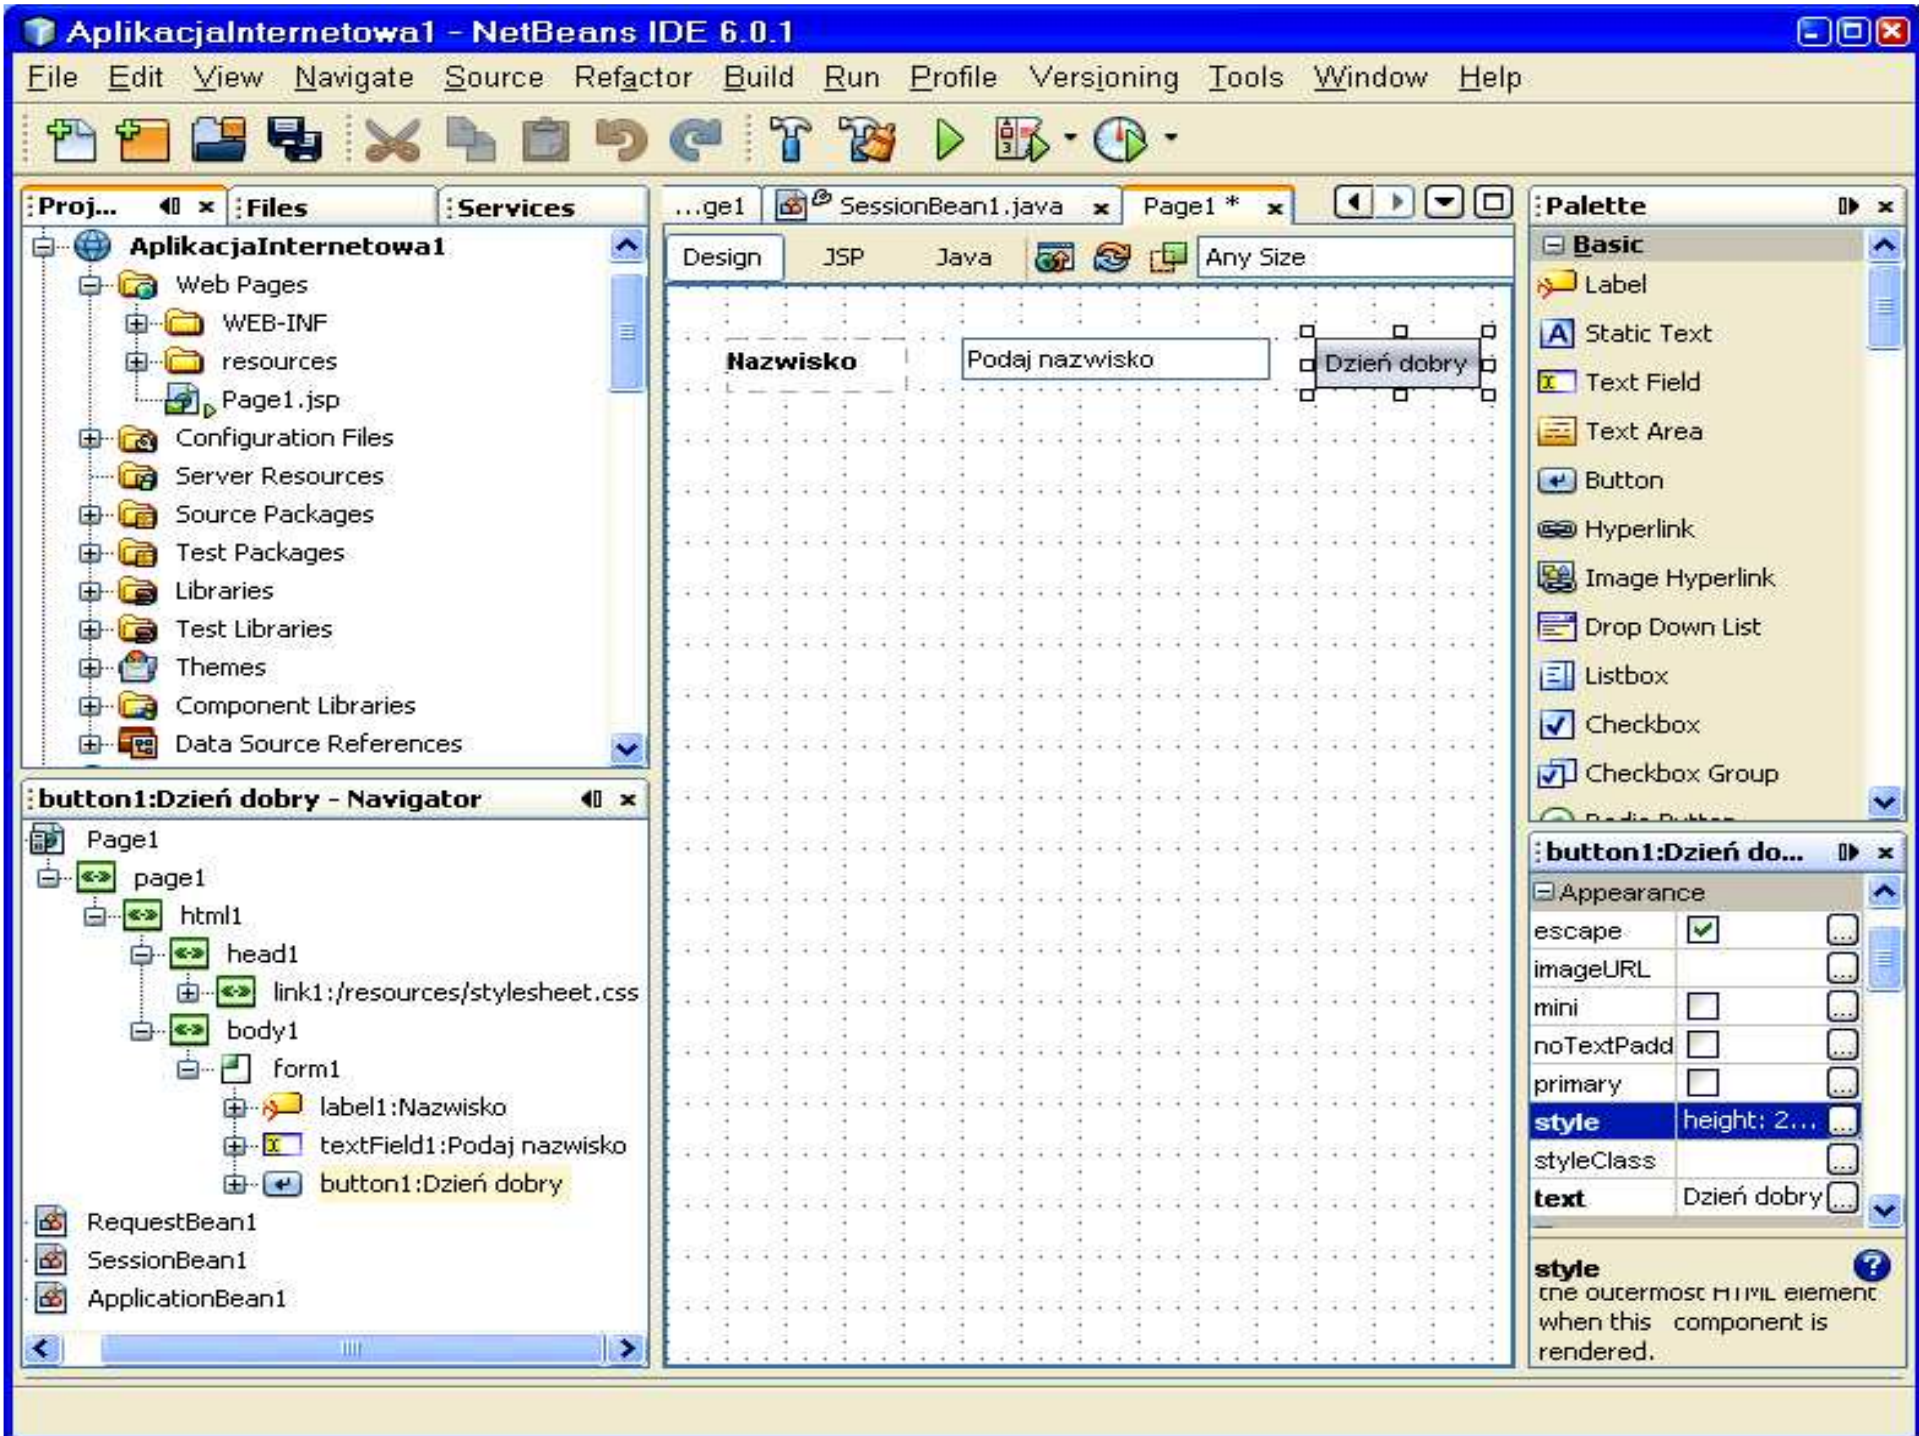 AplikacjaInternetowa1 - NetBeans IDE 6.0.1
File Edit View Navigate Source Refactor Build Run Profile Versioning Tools Window Help
Proj... Files Services
AplikacjaInternetowa1
Web Pages
WEB-INF
resources
Page1.jsp
Configuration Files
Server Resources
Source Packages
Test Packages
Libraries
Test Libraries
Themes
Component Libraries
Data Source References
button1:Dzień dobry - Navigator
Page1
page1
html1
head1
link1:/resources/stylesheet.css
body1
form1
label1:Nazwisko
textField1:Podaj nazwisko
button1:Dzień dobry
RequestBean1
SessionBean1
ApplicationBean1
...ge1 SessionBean1.java Page1 *
Design JSP Java Any Size
Nazwisko Podaj nazwisko Dzień dobry
Palette
Basic
Label
Static Text
Text Field
Text Area
Button
Hyperlink
Image Hyperlink
Drop Down List
Listbox
Checkbox
Checkbox Group
Radio Button
button1:Dzień do...
Appearance
escape ...
imageURL ...
mini ...
noTextPadd ...
primary ...
style height: 2... ...
styleClass ...
text Dzień dobry ...
style
the outermost HTML element
when this component is
rendered.